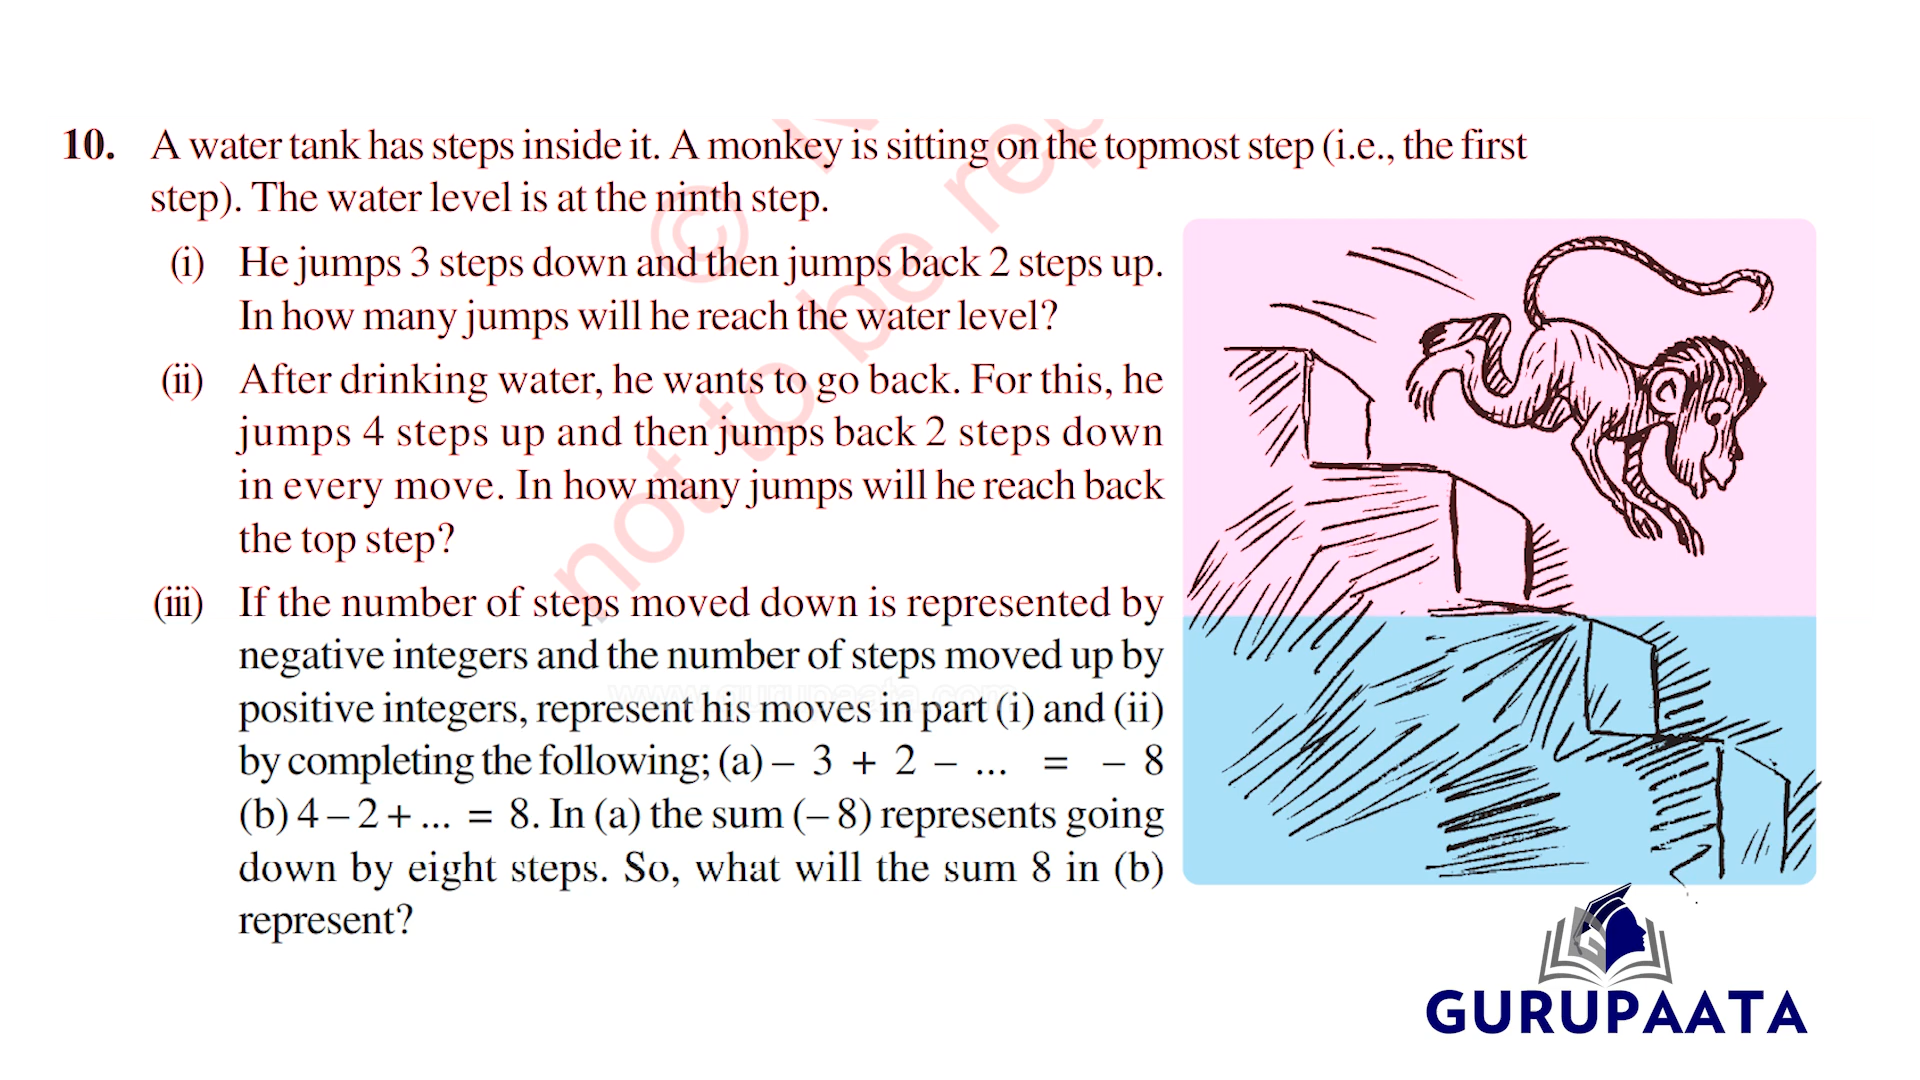 10. A water tank has steps inside it. A monkey is sitting on the topmost step (i.e., the first
step). The water level is at the ninth step.
(i) He jumps 3 steps down and then jumps back 2 steps up.
In how many jumps will he reach the water level?
(ii) After drinking water, he wants to go back. For this, he
jumps 4 steps up and then jumps back 2 steps down
in every move. In how many jumps will he reach back
the top step?
(iii) If the number of steps moved down is represented by
negative integers and the number of steps moved up by
positive integers, represent his moves in part (i) and (ii)
by completing the following; (a) – 3 + 2 – ... = – 8
(b) 4 – 2 + ... = 8. In (a) the sum (– 8) represents going
down by eight steps. So, what will the sum 8 in (b)
represent?
©
not to be rep
www.gurupaata.com
GURUPAATA